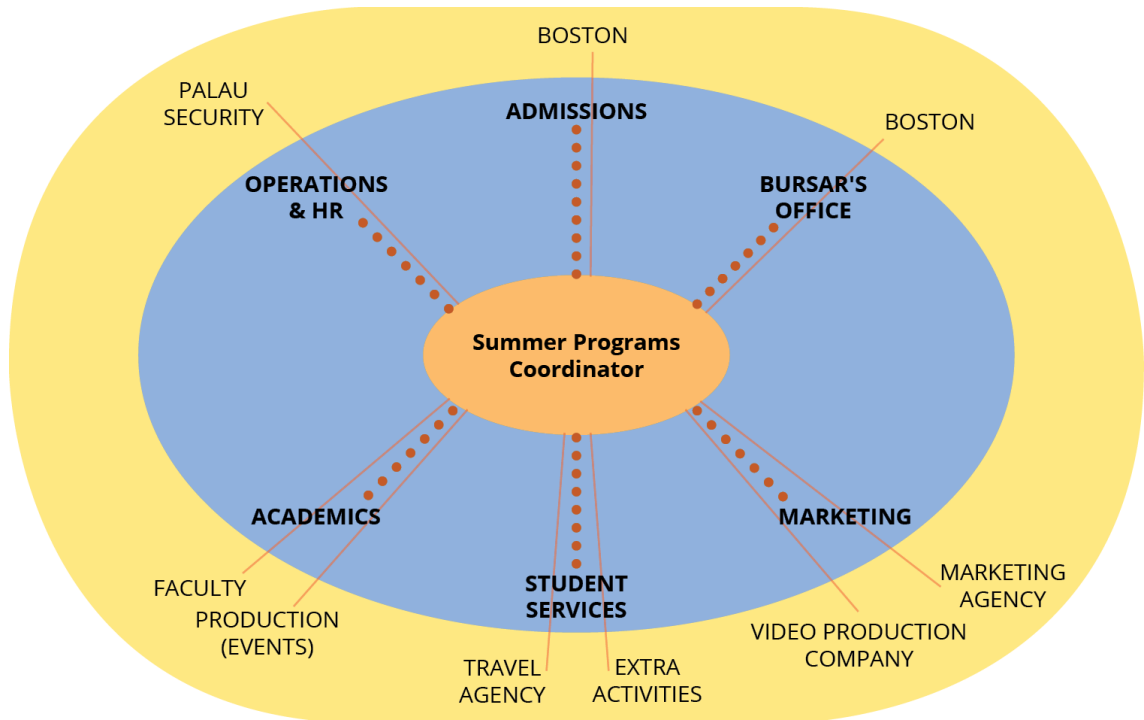 BOSTON
PALAU
SECURITY
ADMISSIONS
BOSTON
OPERATIONS
& HR
BURSAR'S
OFFICE
Summer Programs
Coordinator
ACADEMICS
MARKETING
FACULTY
PRODUCTION
(EVENTS)
STUDENT
SERVICES
MARKETING
AGENCY
VIDEO PRODUCTION
COMPANY
TRAVEL
AGENCY
EXTRA
ACTIVITIES